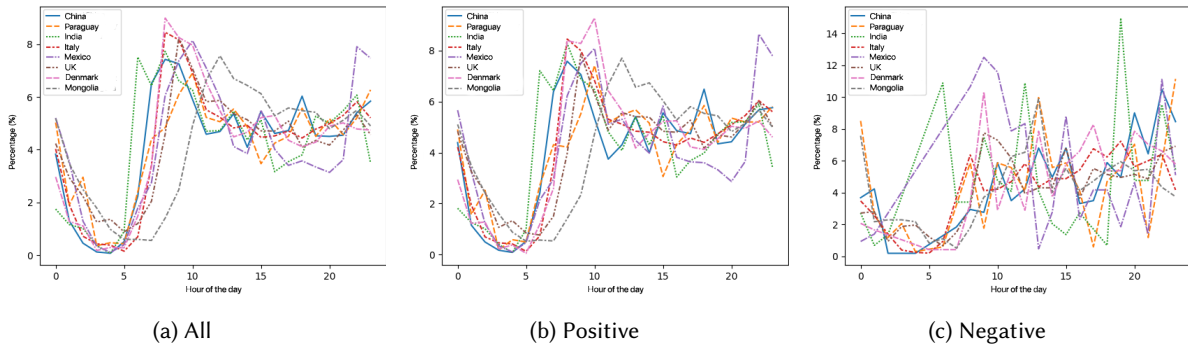 China
Paraguay
India
Italy
Mexico
UK
Denmark
Mongolia
Percentage (%)
8
6
4
2
0
0 5 10 15 20
Hour of the day
(a) All
China
Paraguay
India
Italy
Mexico
UK
Denmark
Mongolia
Percentage (%)
8
6
4
2
0
0 5 10 15 20
Hour of the day
(b) Positive
China
Paraguay
India
Italy
Mexico
UK
Denmark
Mongolia
Percentage (%)
14
12
10
8
6
4
2
0
0 5 10 15 20
Hour of the day
(c) Negative